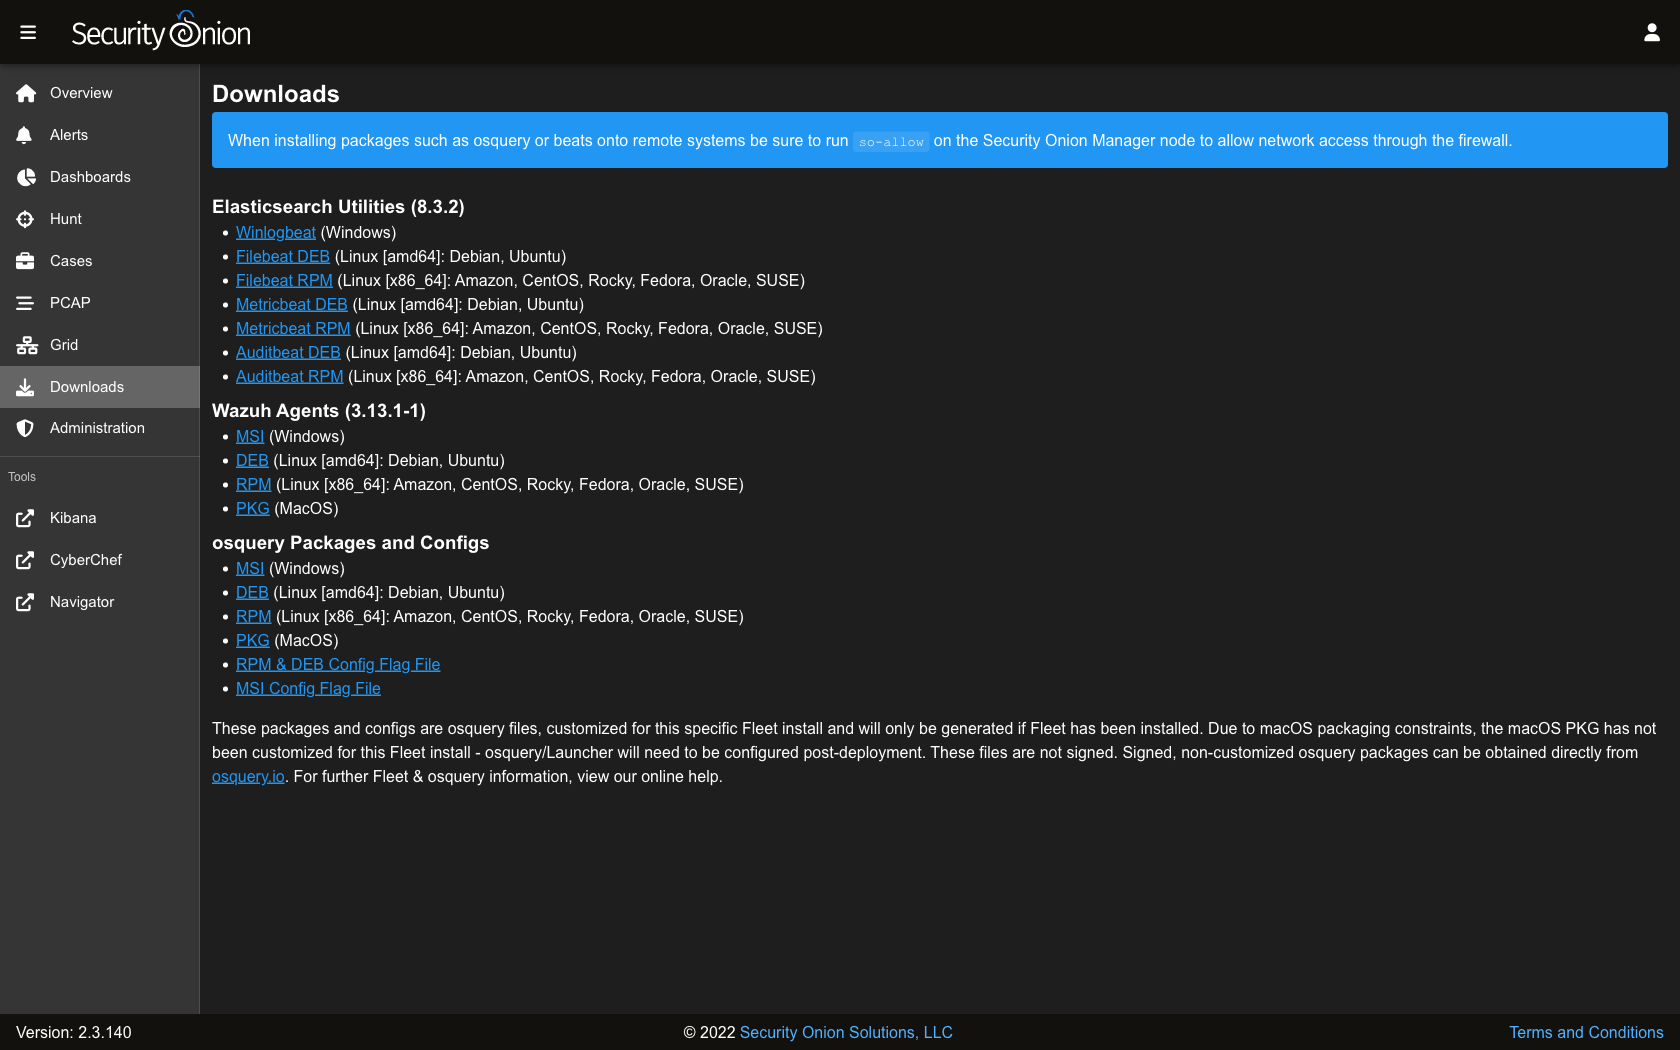 Security Onion
Overview
Alerts
Dashboards
Hunt
Cases
PCAP
Grid
Downloads
Administration
Tools
Kibana
CyberChef
Navigator
Downloads
When installing packages such as osquery or beats onto remote systems be sure to run so-allow on the Security Onion Manager node to allow network access through the firewall.
Elasticsearch Utilities (8.3.2)
• Winlogbeat (Windows)
• Filebeat DEB (Linux [amd64]: Debian, Ubuntu)
• Filebeat RPM (Linux [x86_64]: Amazon, CentOS, Rocky, Fedora, Oracle, SUSE)
• Metricbeat DEB (Linux [amd64]: Debian, Ubuntu)
• Metricbeat RPM (Linux [x86_64]: Amazon, CentOS, Rocky, Fedora, Oracle, SUSE)
• Auditbeat DEB (Linux [amd64]: Debian, Ubuntu)
• Auditbeat RPM (Linux [x86_64]: Amazon, CentOS, Rocky, Fedora, Oracle, SUSE)
Wazuh Agents (3.13.1-1)
• MSI (Windows)
• DEB (Linux [amd64]: Debian, Ubuntu)
• RPM (Linux [x86_64]: Amazon, CentOS, Rocky, Fedora, Oracle, SUSE)
• PKG (MacOS)
osquery Packages and Configs
• MSI (Windows)
• DEB (Linux [amd64]: Debian, Ubuntu)
• RPM (Linux [x86_64]: Amazon, CentOS, Rocky, Fedora, Oracle, SUSE)
• PKG (MacOS)
• RPM & DEB Config Flag File
• MSI Config Flag File
These packages and configs are osquery files, customized for this specific Fleet install and will only be generated if Fleet has been installed. Due to macOS packaging constraints, the macOS PKG has not
been customized for this Fleet install - osquery/Launcher will need to be configured post-deployment. These files are not signed. Signed, non-customized osquery packages can be obtained directly from
osquery.io. For further Fleet & osquery information, view our online help.
Version: 2.3.140
© 2022 Security Onion Solutions, LLC
Terms and Conditions